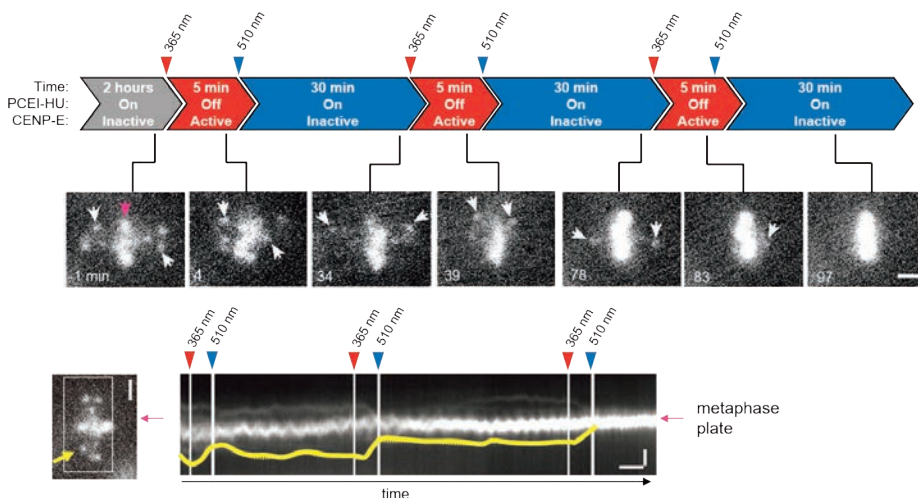 365 nm 510 nm 365 nm 510 nm 365 nm 510 nm
Time: 2 hours 5 min 30 min 5 min 30 min 5 min 30 min
PCEI-HU: On Off On Off On Off On
CENP-E: Inactive Active Inactive Active Inactive Active Inactive
-1 min 4 34 39 78 83 97
365 nm 510 nm 365 nm 510 nm 365 nm 510 nm
metaphase
plate
time